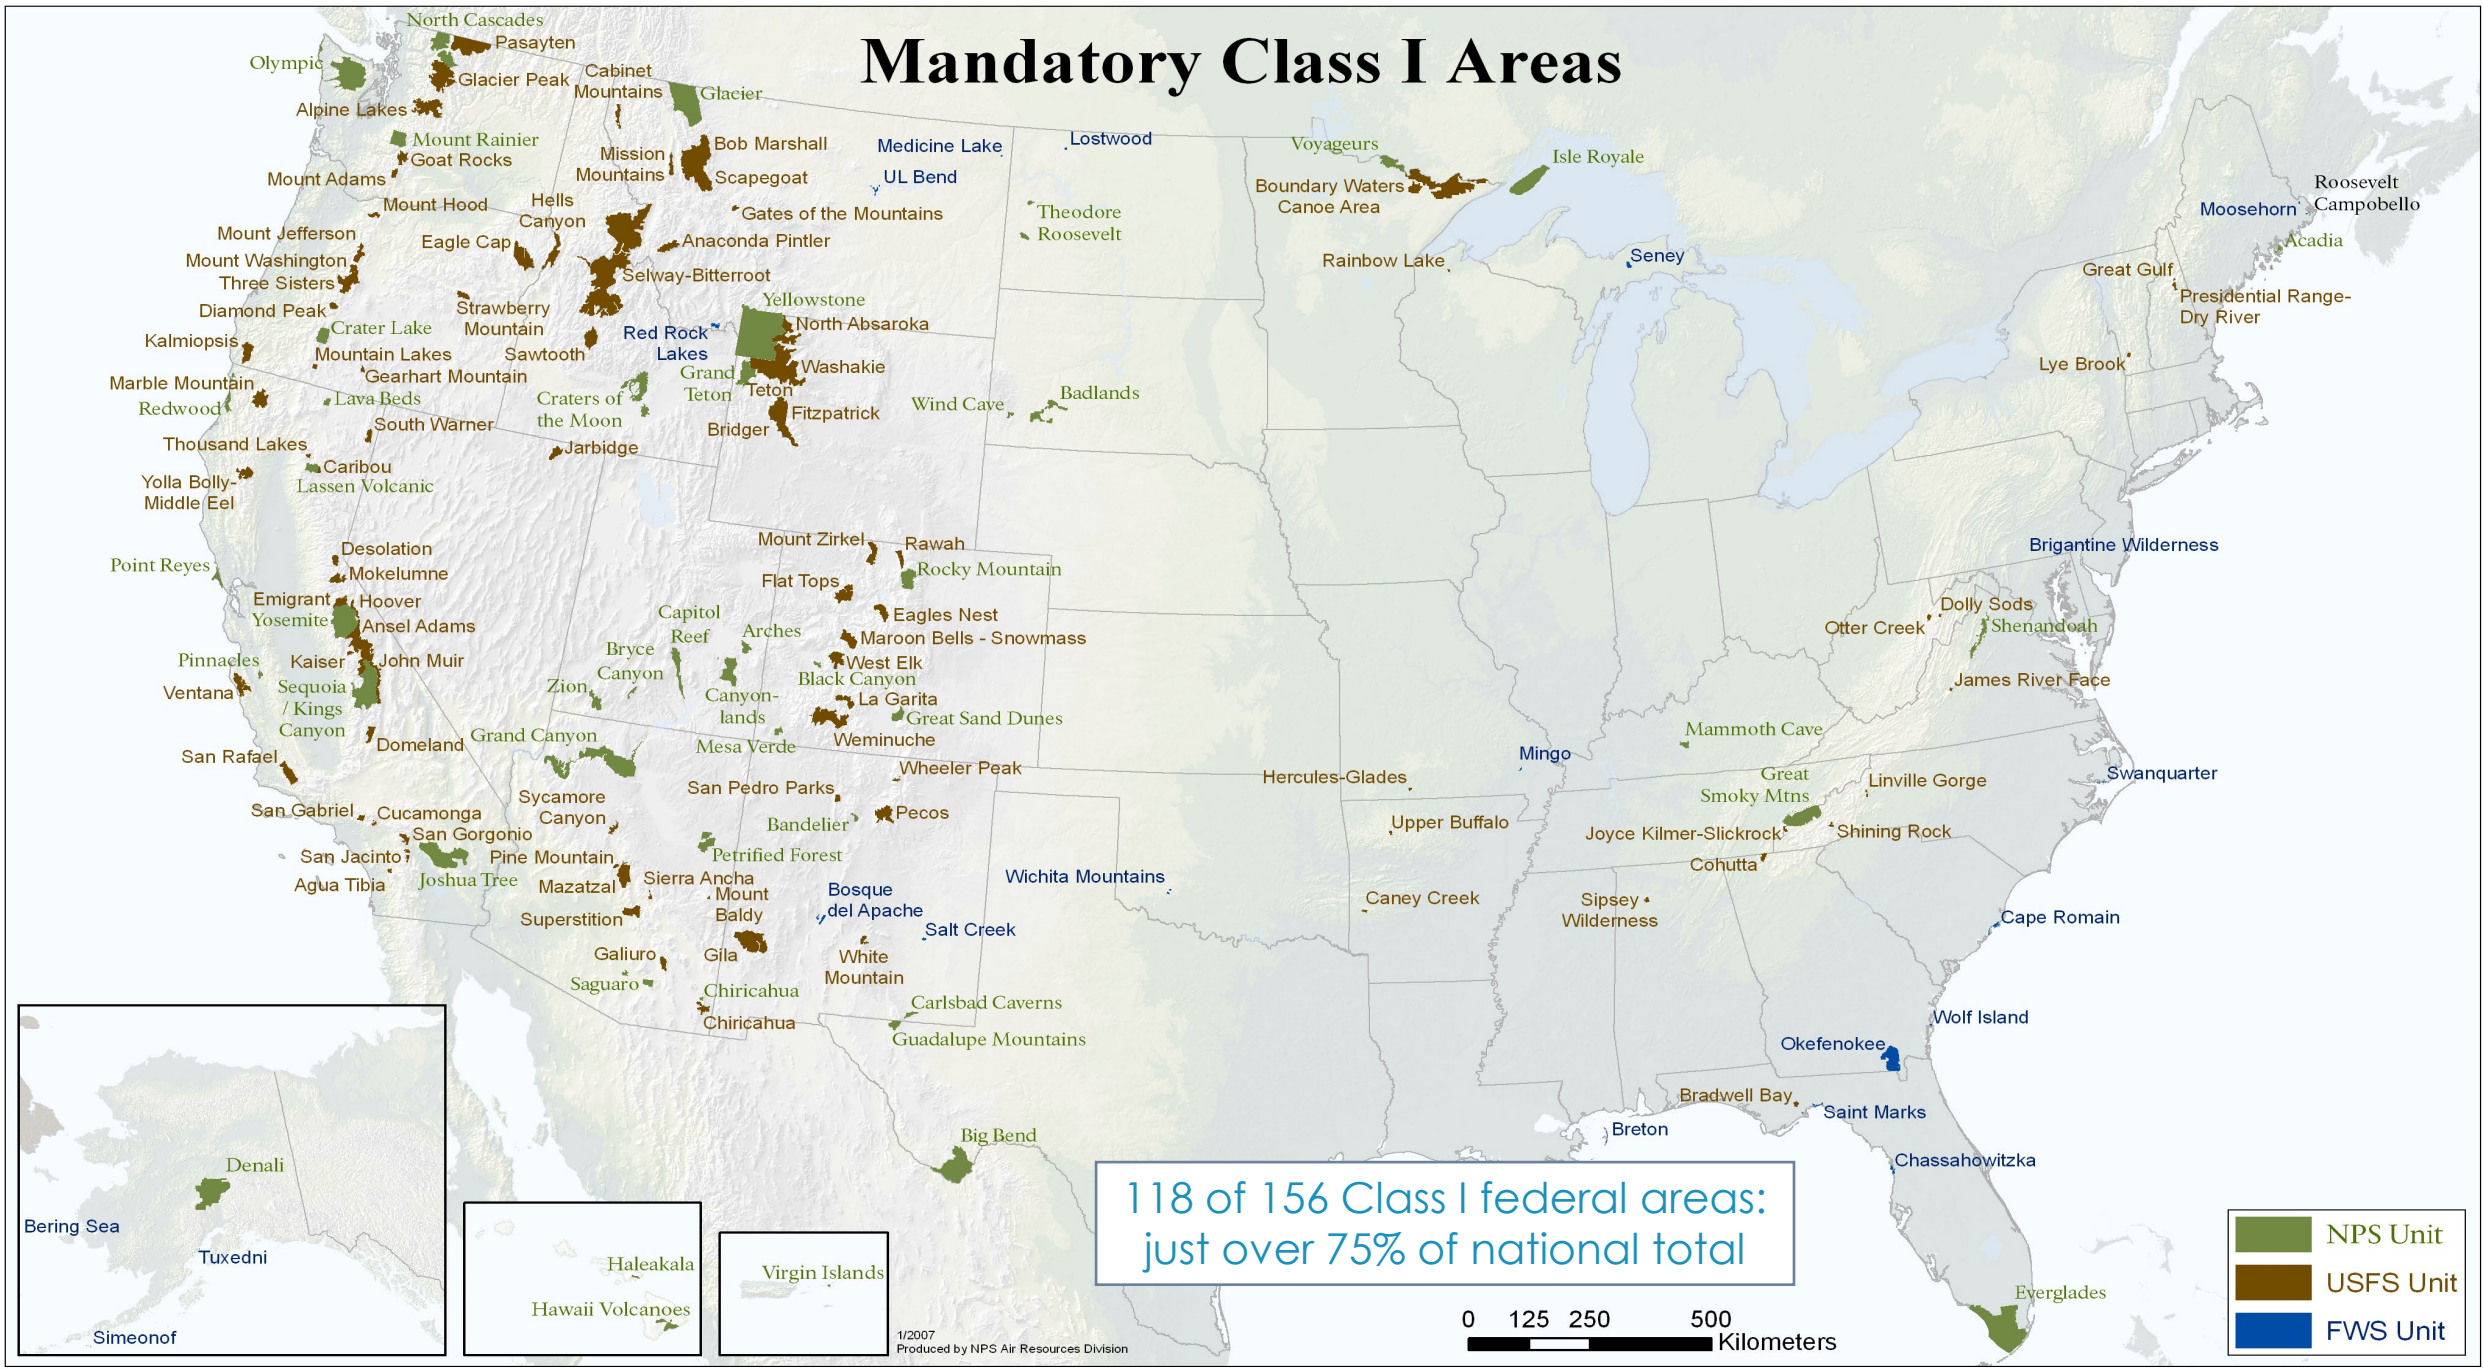 Mandatory Class I Areas
North Cascades
Pasayten
Olympic
Glacier Peak
Cabinet
Mountains
Glacier
Alpine Lakes
Mount Rainier
Goat Rocks
Mount Adams
Mission
Mountains
Bob Marshall
Scapegoat
Medicine Lake
Lostwood
UL Bend
Voyageurs
Isle Royale
Boundary Waters
Canoe Area
Roosevelt
Campobello
Moosehorn
Acadia
Mount Hood
Hells
Canyon
Gates of the Mountains
Theodore
Roosevelt
Mount Jefferson
Eagle Cap
Anaconda Pintler
Mount Washington
Three Sisters
Selway-Bitterroot
Rainbow Lake
Seney
Great Gulf
Presidential Range-
Dry River
Diamond Peak
Strawberry
Mountain
Yellowstone
North Absaroka
Crater Lake
Kalmiopsis
Red Rock
Lakes
Sawtooth
Mountain Lakes
Gearhart Mountain
Washakie
Grand
Teton
Teton
Lye Brook
Marble Mountain
Redwood
Lava Beds
Craters of
the Moon
Fitzpatrick
Bridger
Wind Cave
Badlands
South Warner
Thousand Lakes
Jarbidge
Caribou
Lassen Volcanic
Yolla Bolly-
Middle Eel
Desolation
Mokelumne
Point Reyes
Mount Zirkel
Rawah
Rocky Mountain
Flat Tops
Brigantine Wilderness
Emigrant
Hoover
Yosemite
Ansel Adams
Capitol
Reef
Arches
Eagles Nest
Maroon Bells - Snowmass
Dolly Sods
Otter Creek
Shenandoah
Pinnacles
Kaiser
John Muir
Bryce
Canyon
West Elk
Black Canyon
Ventana
Sequoia
/ Kings
Canyon
Zion
Canyon-
lands
La Garita
Great Sand Dunes
James River Face
Domeland
Grand Canyon
Mesa Verde
Weminuche
Mammoth Cave
San Rafael
Wheeler Peak
Mingo
Hercules-Glades
Great
Smoky Mtns
Linville Gorge
Swanquarter
San Pedro Parks
San Gabriel
Cucamonga
Sycamore
Canyon
Bandelier
Pecos
San Gorgonio
Upper Buffalo
Joyce Kilmer-Slickrock
Shining Rock
San Jacinto
Pine Mountain
Petrified Forest
Cohutta
Agua Tibia
Joshua Tree
Mazatzal
Sierra Ancha
Mount
Baldy
Bosque
del Apache
Wichita Mountains
Caney Creek
Sipsey
Wilderness
Superstition
Salt Creek
Cape Romain
Galiuro
Gila
White
Mountain
Saguaro
Chiricahua
Chiricahua
Carlsbad Caverns
Guadalupe Mountains
Wolf Island
Okefenokee
Bradwell Bay
Saint Marks
Breton
Big Bend
Chassahowitzka
Denali
Bering Sea
Tuxedni
Simeonof
Haleakala
Hawaii Volcanoes
Virgin Islands
118 of 156 Class I federal areas:
just over 75% of national total
Everglades
0 125 250 500
Kilometers
1/2007
Produced by NPS Air Resources Division
NPS Unit
USFS Unit
FWS Unit